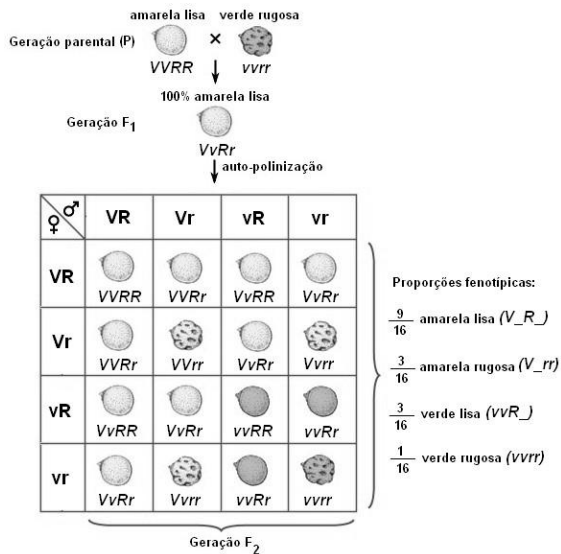 amarela lisa verde rugosa
Geração parental (P) ×
VVRR vvrr
100% amarela lisa
Geração F1
VvRr
auto-polinização
♀ ♂ VR Vr vR vr
VR VVRR VVRr VvRR VvRr
Vr VVRr VVrr VvRr Vvrr
vR VvRR VvRr vvRR vvRr
vr VvRr Vvrr vvRr vvrr
Geração F2
Proporções fenotípicas:
9/16 amarela lisa (V_R_)
3/16 amarela rugosa (V_rr)
3/16 verde lisa (vvR_)
1/16 verde rugosa (vvrr)